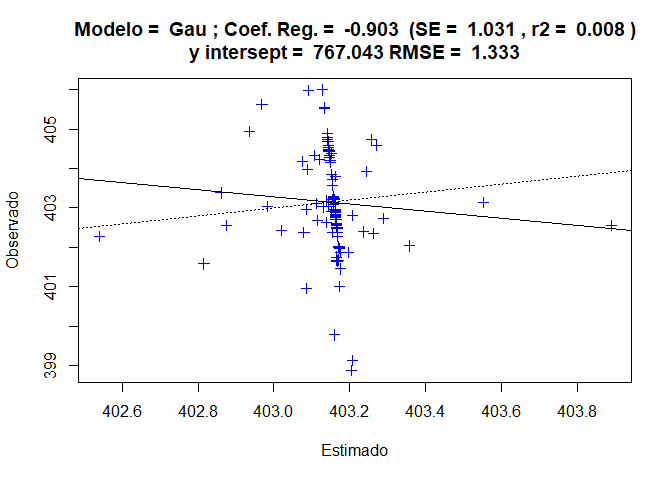 Modelo = Gau ; Coef. Reg. = -0.903 (SE = 1.031 , r2 = 0.008 )
y intersept = 767.043 RMSE = 1.333
405
403
401
399
Observado
402.6 402.8 403.0 403.2 403.4 403.6 403.8
Estimado